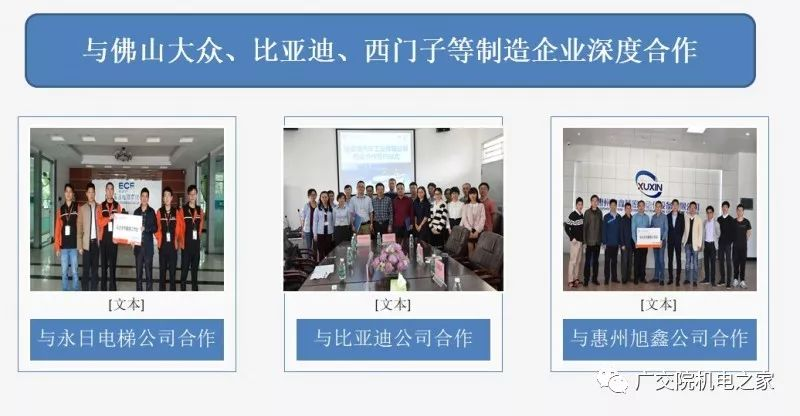 与佛山大众、比亚迪、西门子等制造企业深度合作
ECE
XUXIN
[文本]
[文本]
[文本]
与永日电梯公司合作
与比亚迪公司合作
与惠州旭鑫公司合作
广交院机电之家